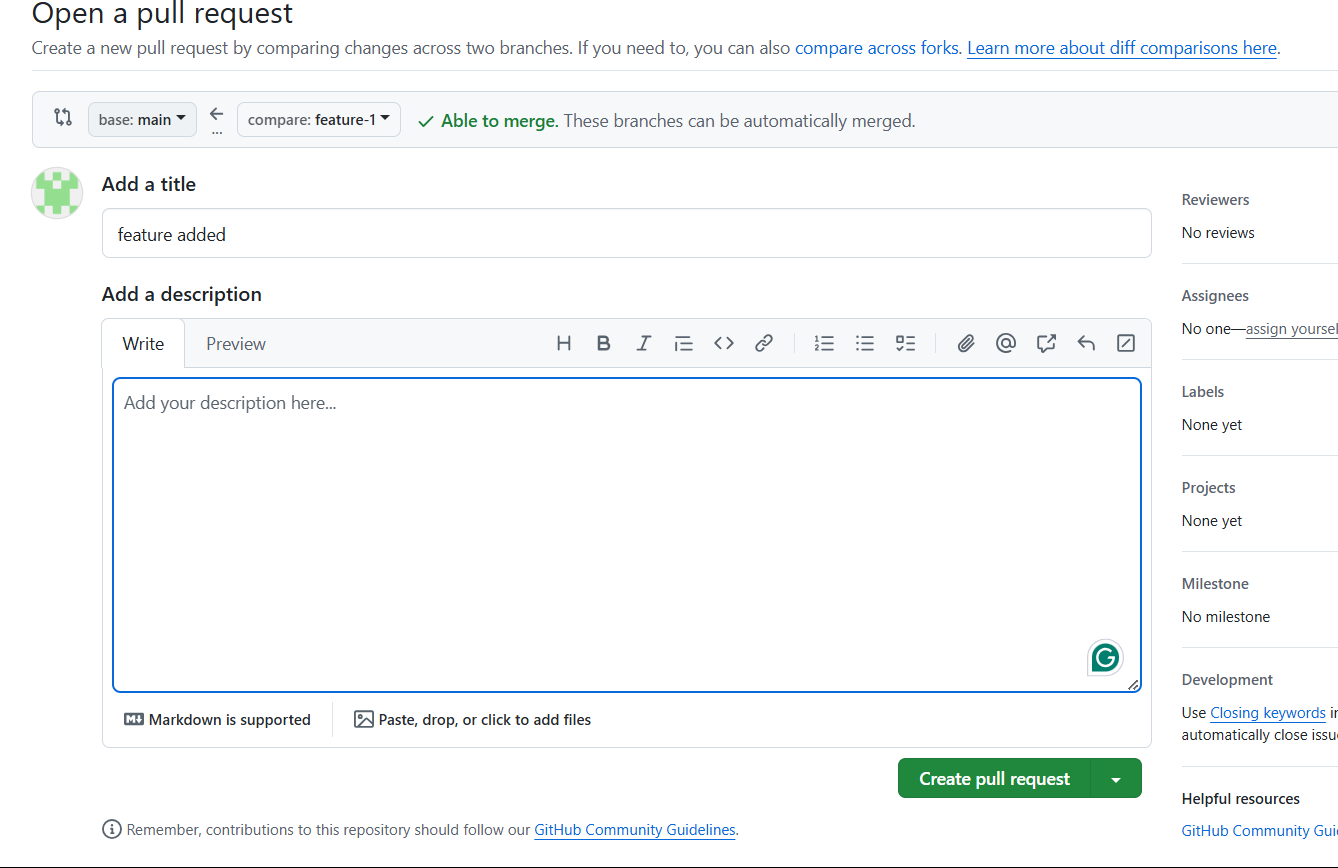 Open a pull request
Create a new pull request by comparing changes across two branches. If you need to, you can also compare across forks. Learn more about diff comparisons here.
base: main
...
compare: feature-1
Able to merge. These branches can be automatically merged.
Add a title
feature added
Add a description
Write
Preview
Add your description here...
Markdown is supported
Paste, drop, or click to add files
Create pull request
Remember, contributions to this repository should follow our GitHub Community Guidelines.
Reviewers
No reviews
Assignees
No one—assign yoursel
Labels
None yet
Projects
None yet
Milestone
No milestone
Development
Use Closing keywords in
automatically close issu
Helpful resources
GitHub Community Gui